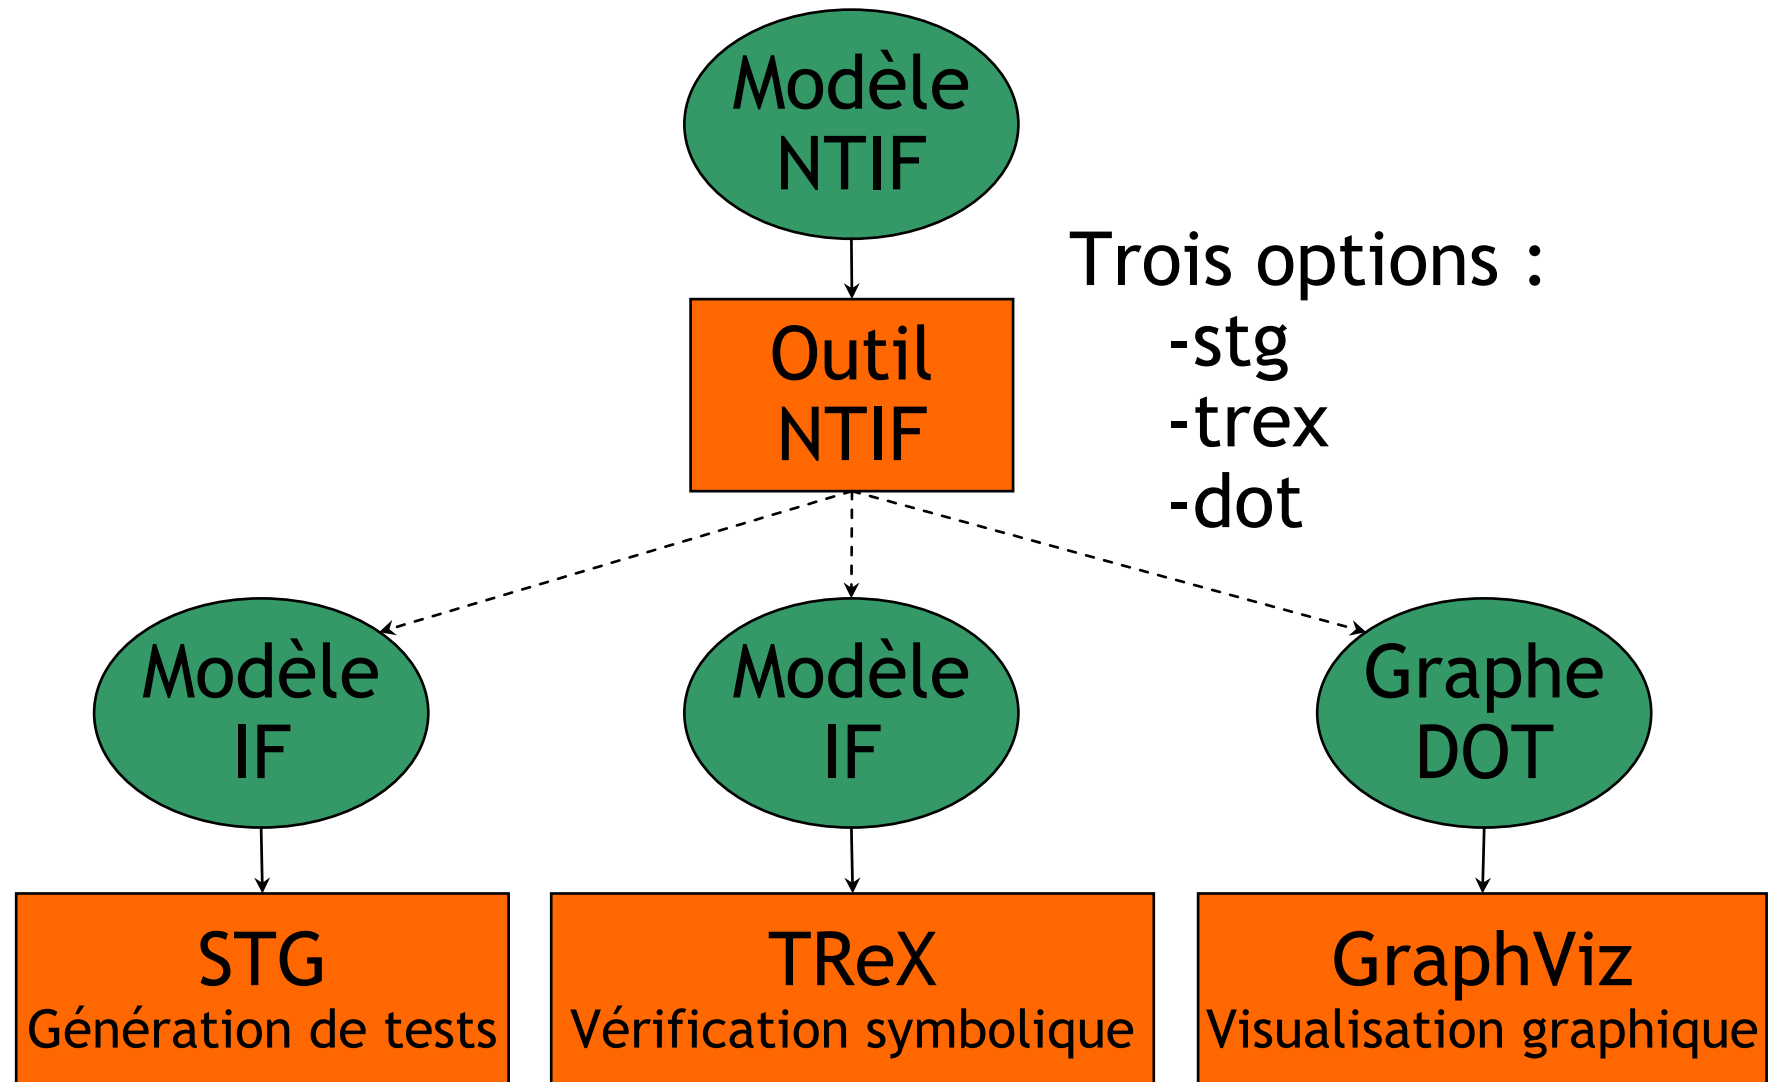 Modèle
NTIF
Trois options :
-stg
-trex
-dot
Outil
NTIF
Modèle
IF
Modèle
IF
Graphe
DOT
STG
Génération de tests
TReX
Vérification symbolique
GraphViz
Visualisation graphique